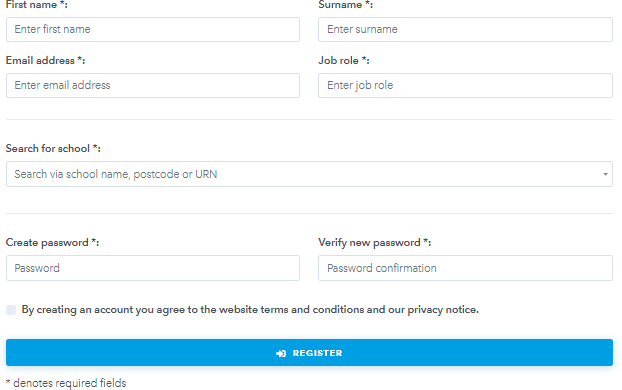 First name *:
Surname *:
Enter first name
Enter surname
Email address *:
Job role *:
Enter email address
Enter job role
Search for school *:
Search via school name, postcode or URN
Create password *:
Verify new password *:
Password
Password confirmation
By creating an account you agree to the website terms and conditions and our privacy notice.
REGISTER
* denotes required fields